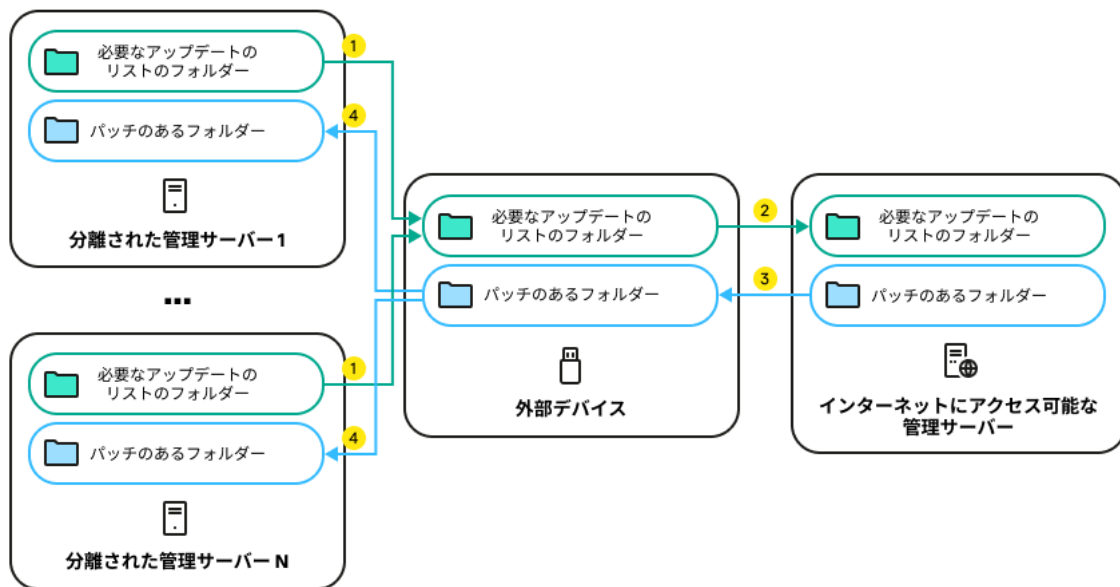 必要なアップデートの
リストのフォルダー
1
パッチのあるフォルダー
4
分離された管理サーバー 1
...
必要なアップデートの
リストのフォルダー
1
パッチのあるフォルダー
4
分離された管理サーバー N
必要なアップデートの
リストのフォルダー
2
パッチのあるフォルダー
3
外部デバイス
必要なアップデートの
リストのフォルダー
パッチのあるフォルダー
インターネットにアクセス可能な
管理サーバー